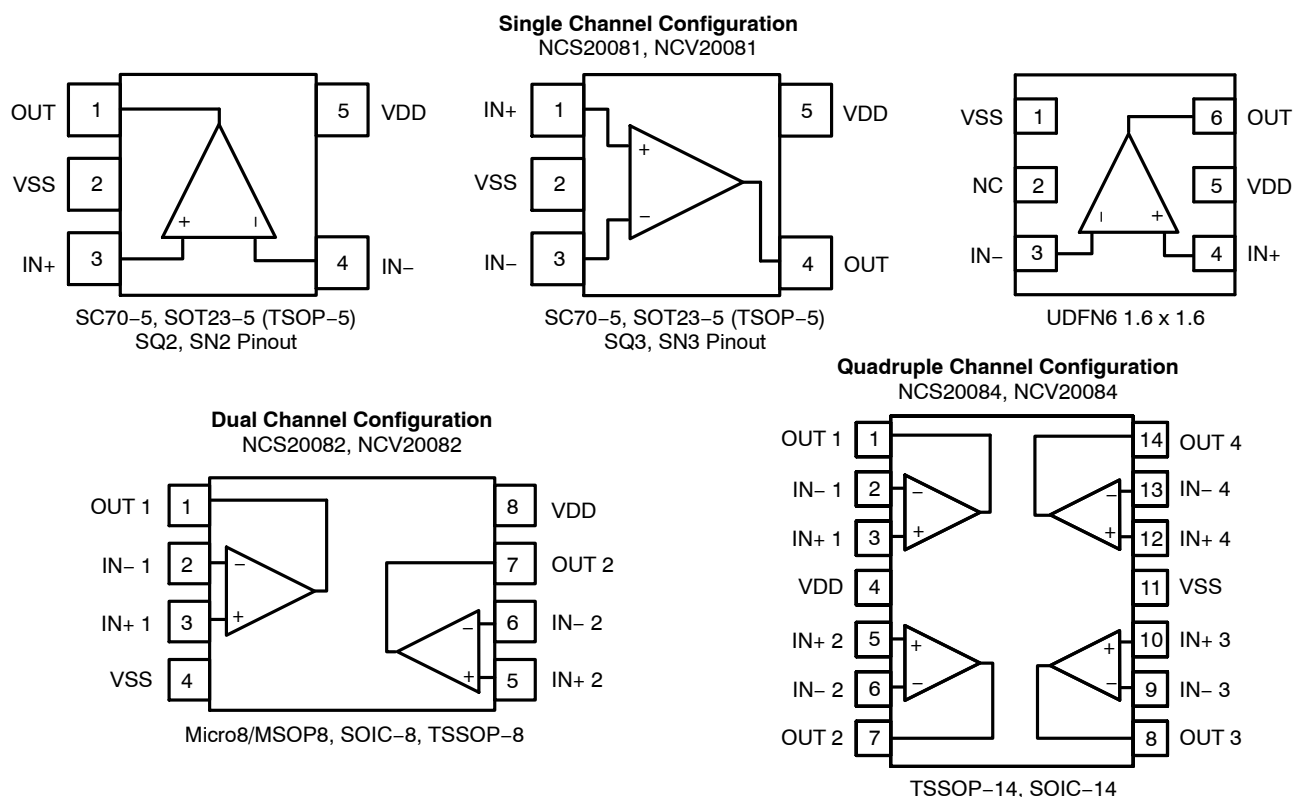 Single Channel Configuration
NCS20081, NCV20081
OUT 1 5 VDD
VSS 2
IN+ 3 4 IN−
+ −
SC70−5, SOT23−5 (TSOP−5)
SQ2, SN2 Pinout
IN+ 1 5 VDD
+
VSS 2
−
IN− 3 4 OUT
SC70−5, SOT23−5 (TSOP−5)
SQ3, SN3 Pinout
VSS 1 6 OUT
NC 2 5 VDD
− +
IN− 3 4 IN+
UDFN6 1.6 x 1.6
Dual Channel Configuration
NCS20082, NCV20082
OUT 1 1 8 VDD
IN− 1 2 − 7 OUT 2
IN+ 1 3 + − 6 IN− 2
VSS 4 + 5 IN+ 2
Micro8/MSOP8, SOIC−8, TSSOP−8
Quadruple Channel Configuration
NCS20084, NCV20084
OUT 1 1 14 OUT 4
IN− 1 2 − − 13 IN− 4
IN+ 1 3 + + 12 IN+ 4
VDD 4 11 VSS
IN+ 2 5 + + 10 IN+ 3
IN− 2 6 − − 9 IN− 3
OUT 2 7 8 OUT 3
TSSOP−14, SOIC−14